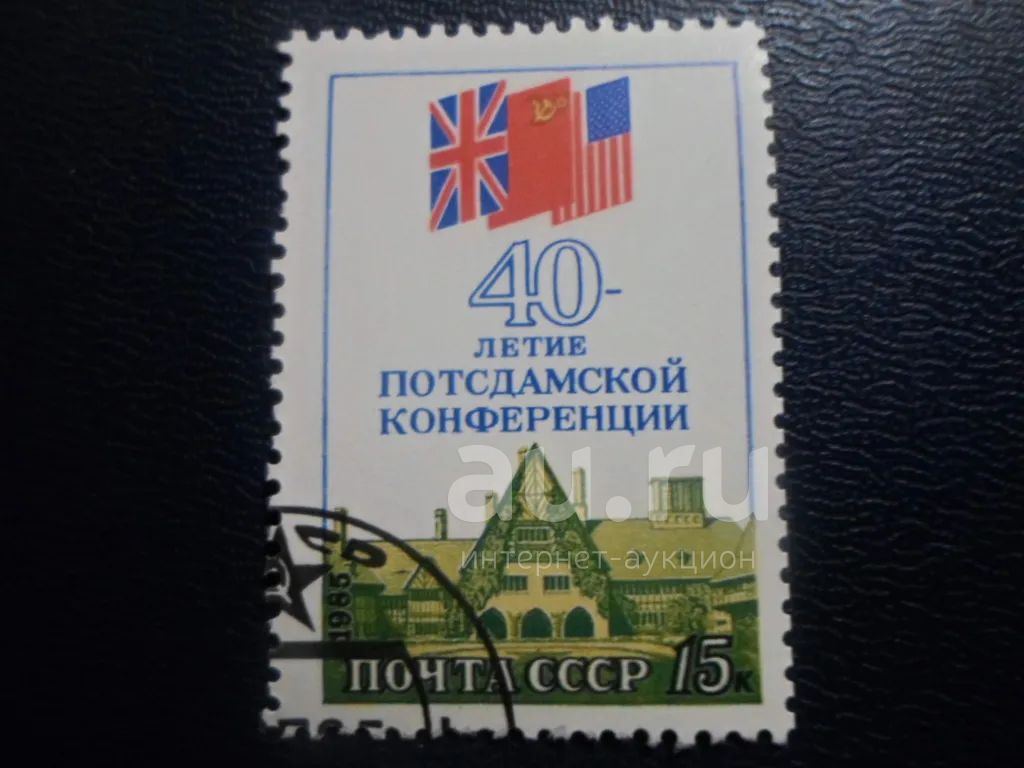 40-
ЛЕТИЕ
ПОТСДАМСКОЙ
КОНФЕРЕНЦИИ
au.ru
интернет-аукцион
1985
ПОЧТА СССР 15к